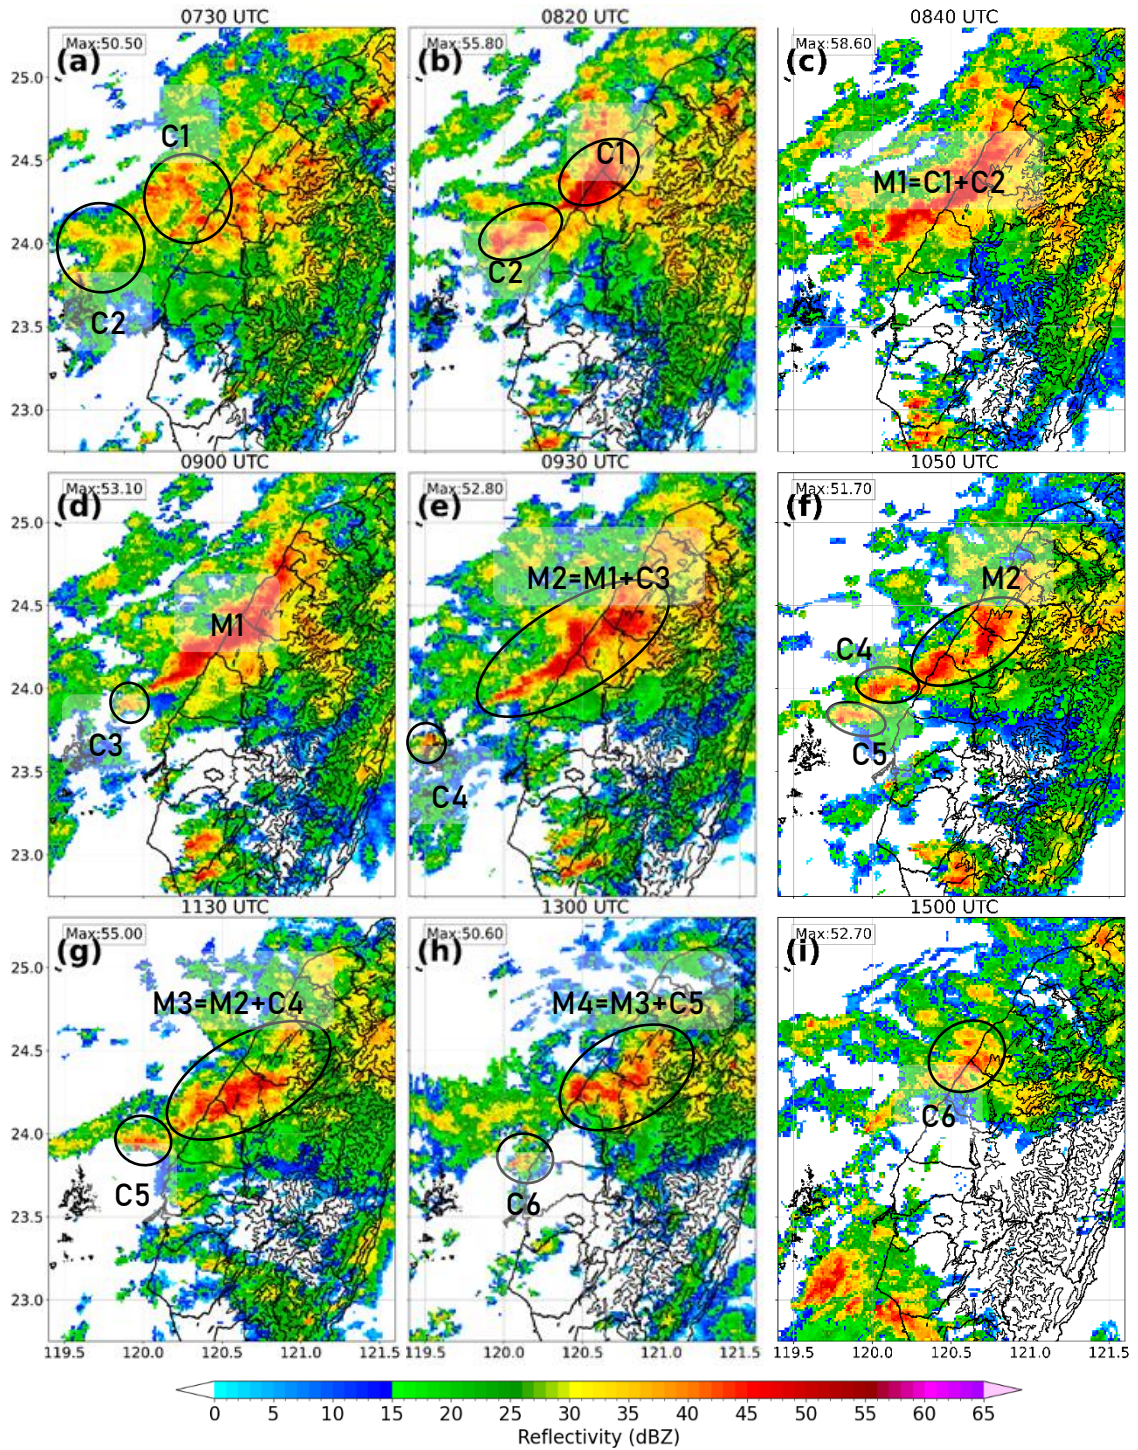 0730 UTC
0820 UTC
0840 UTC
Max:50.50
Max:55.80
Max:58.60
(a)
(b)
(c)
25.0
C1
C1
24.5
M1=C1+C2
24.0
C2
C2
23.5
23.0
0900 UTC
0930 UTC
1050 UTC
Max:53.10
Max:52.80
Max:51.70
(d)
(e)
(f)
25.0
M2=M1+C3
M2
24.5
M1
C4
24.0
C3
C4
C5
23.5
23.0
1130 UTC
1300 UTC
1500 UTC
Max:55.00
Max:50.60
Max:52.70
(g)
(h)
(i)
25.0
M3=M2+C4
M4=M3+C5
24.5
C6
24.0
C5
C6
23.5
23.0
119.5 120.0 120.5 121.0 121.5
119.5 120.0 120.5 121.0 121.5
119.5 120.0 120.5 121.0 121.5
0 5 10 15 20 25 30 35 40 45 50 55 60 65
Reflectivity (dBZ)